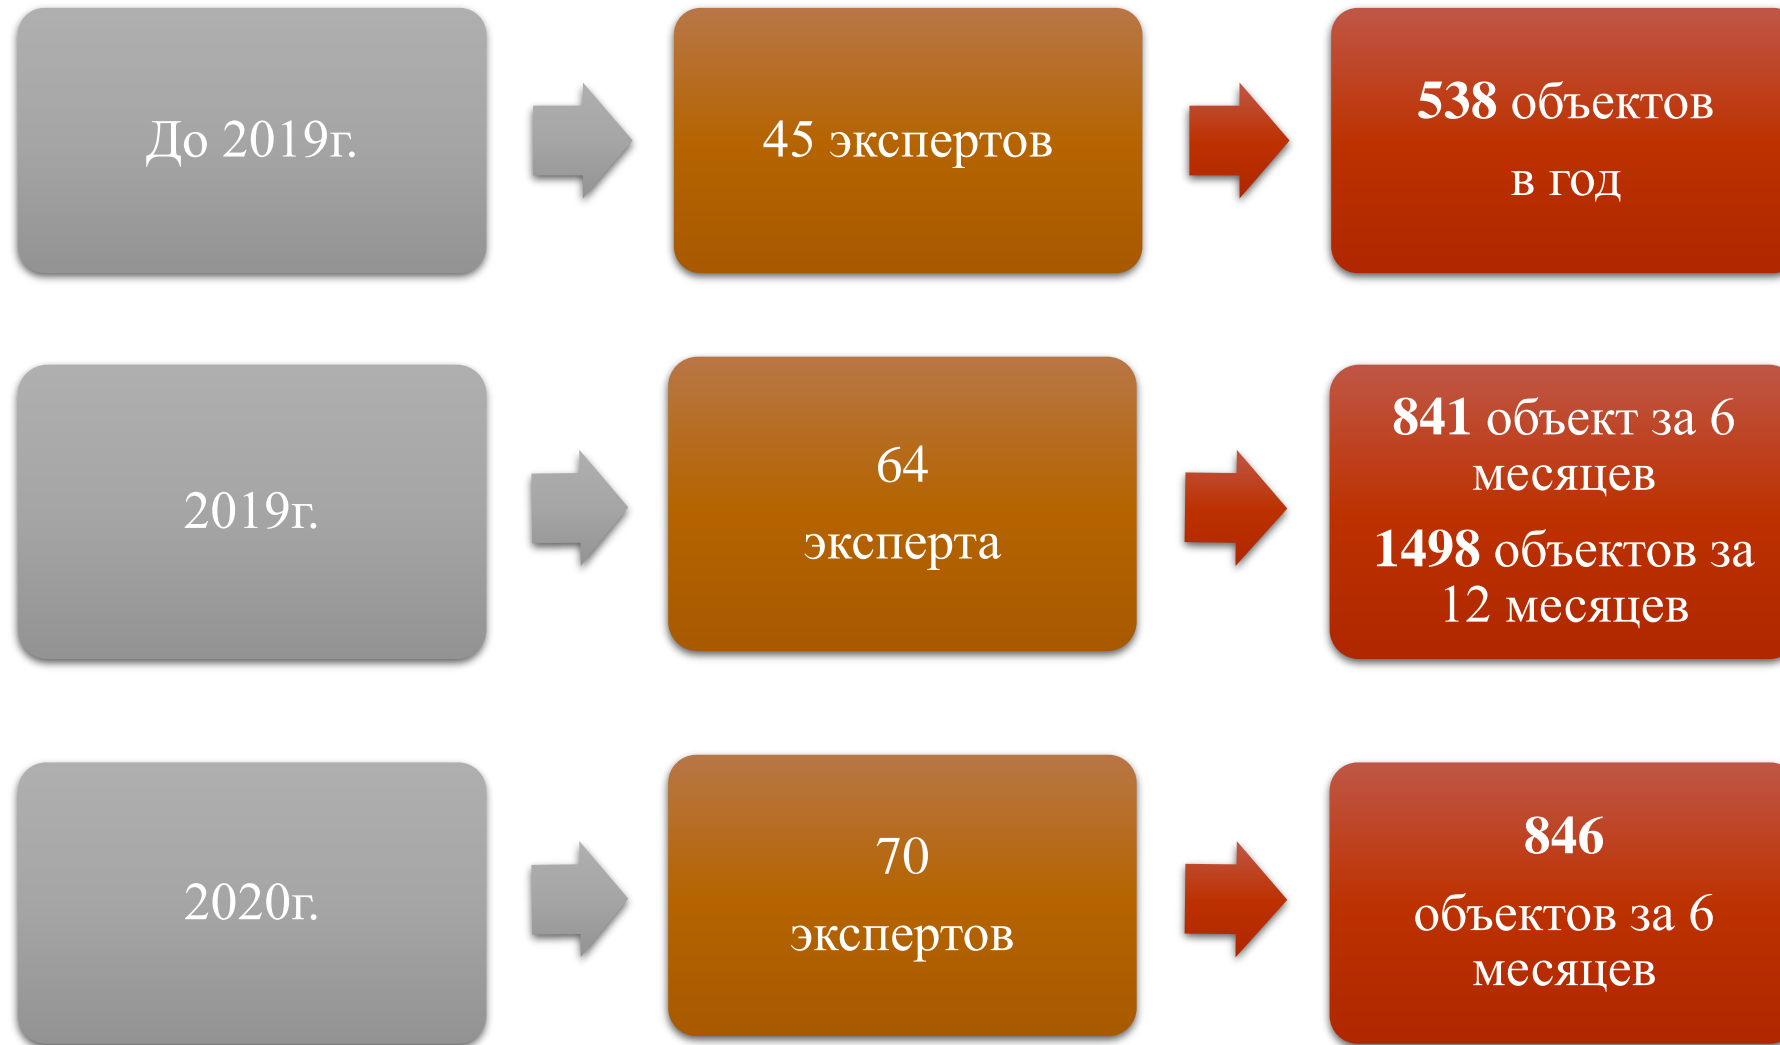 До 2019г.
45 экспертов
538 объектов
в год
2019г.
64
эксперта
841 объект за 6
месяцев
1498 объектов за
12 месяцев
2020г.
70
экспертов
846
объектов за 6
месяцев